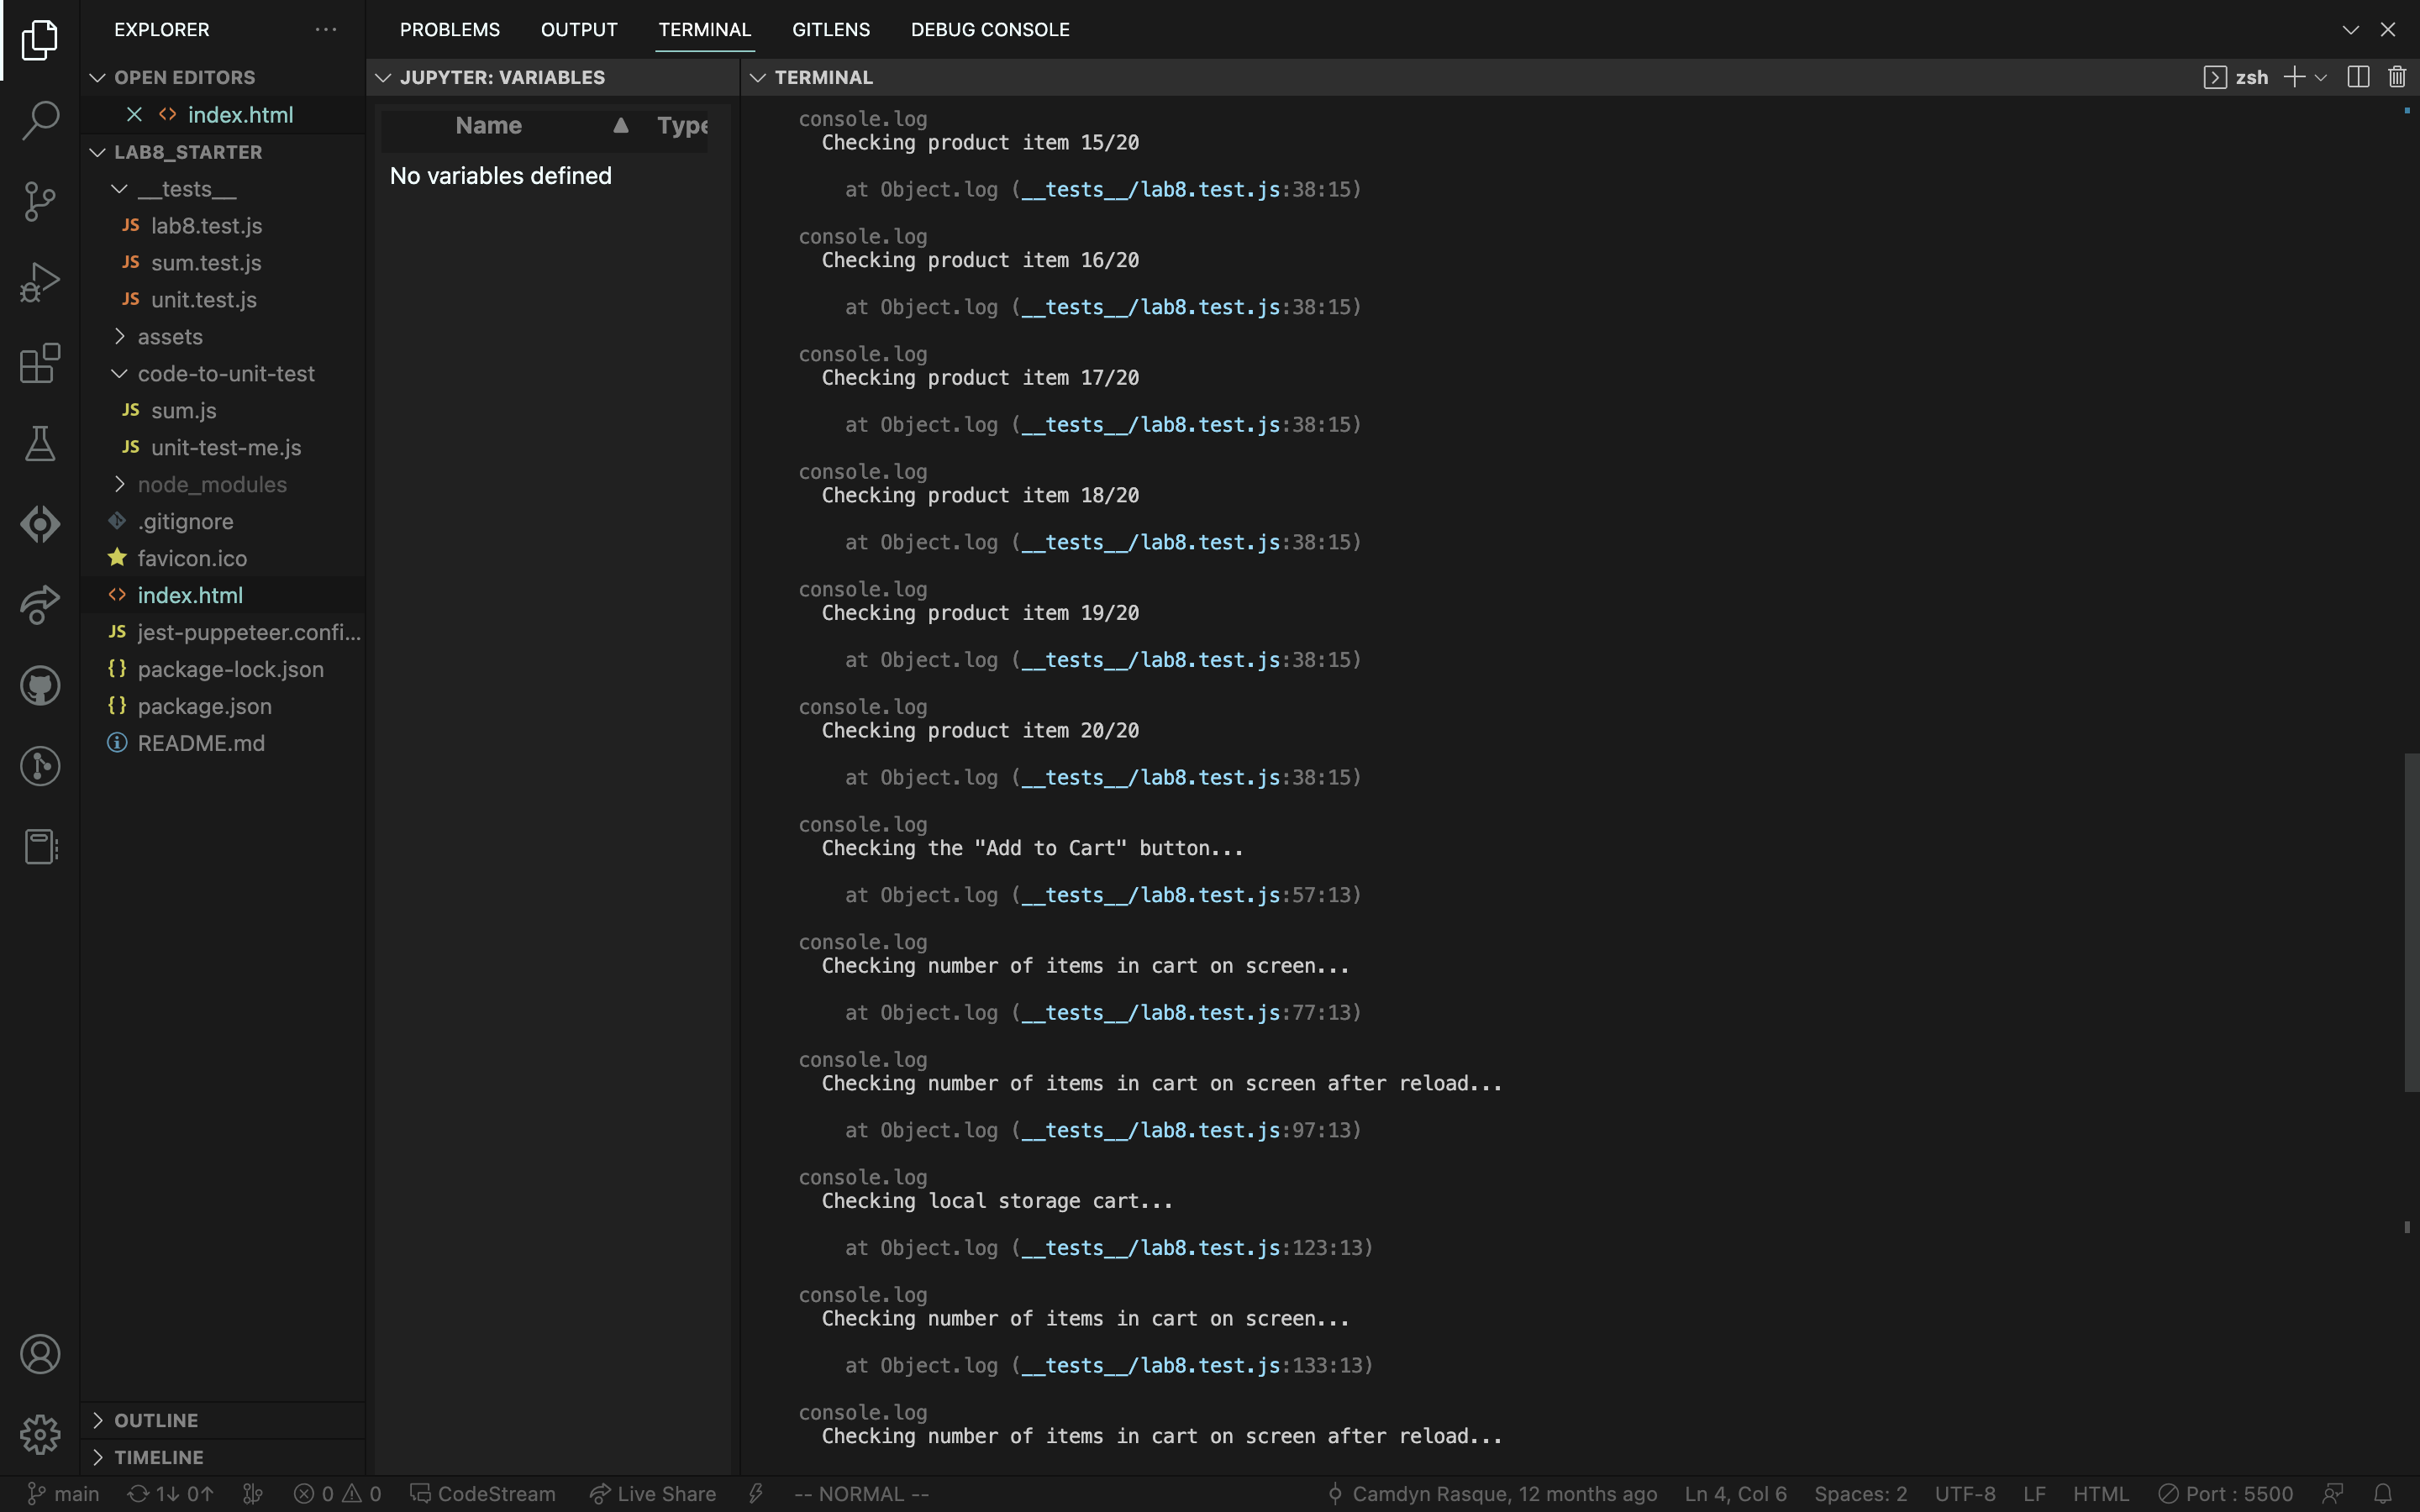 EXPLORER
OPEN EDITORS
index.html
LAB8_STARTER
__tests__
JS lab8.test.js
JS sum.test.js
JS unit.test.js
assets
code-to-unit-test
JS sum.js
JS unit-test-me.js
node_modules
.gitignore
favicon.ico
index.html
JS jest-puppeteer.confi...
{} package-lock.json
{} package.json
README.md
OUTLINE
TIMELINE
PROBLEMS OUTPUT TERMINAL GITLENS DEBUG CONSOLE
JUPYTER: VARIABLES
Name Type
No variables defined
TERMINAL
zsh
console.log
Checking product item 15/20
at Object.log (__tests__/lab8.test.js:38:15)
console.log
Checking product item 16/20
at Object.log (__tests__/lab8.test.js:38:15)
console.log
Checking product item 17/20
at Object.log (__tests__/lab8.test.js:38:15)
console.log
Checking product item 18/20
at Object.log (__tests__/lab8.test.js:38:15)
console.log
Checking product item 19/20
at Object.log (__tests__/lab8.test.js:38:15)
console.log
Checking product item 20/20
at Object.log (__tests__/lab8.test.js:38:15)
console.log
Checking the "Add to Cart" button...
at Object.log (__tests__/lab8.test.js:57:13)
console.log
Checking number of items in cart on screen...
at Object.log (__tests__/lab8.test.js:77:13)
console.log
Checking number of items in cart on screen after reload...
at Object.log (__tests__/lab8.test.js:97:13)
console.log
Checking local storage cart...
at Object.log (__tests__/lab8.test.js:123:13)
console.log
Checking number of items in cart on screen...
at Object.log (__tests__/lab8.test.js:133:13)
console.log
Checking number of items in cart on screen after reload...
main 1↓ 0↑ 0 0 CodeStream Live Share -- NORMAL -- Camdyn Rasque, 12 months ago Ln 4, Col 6 Spaces: 2 UTF-8 LF HTML Port : 5500